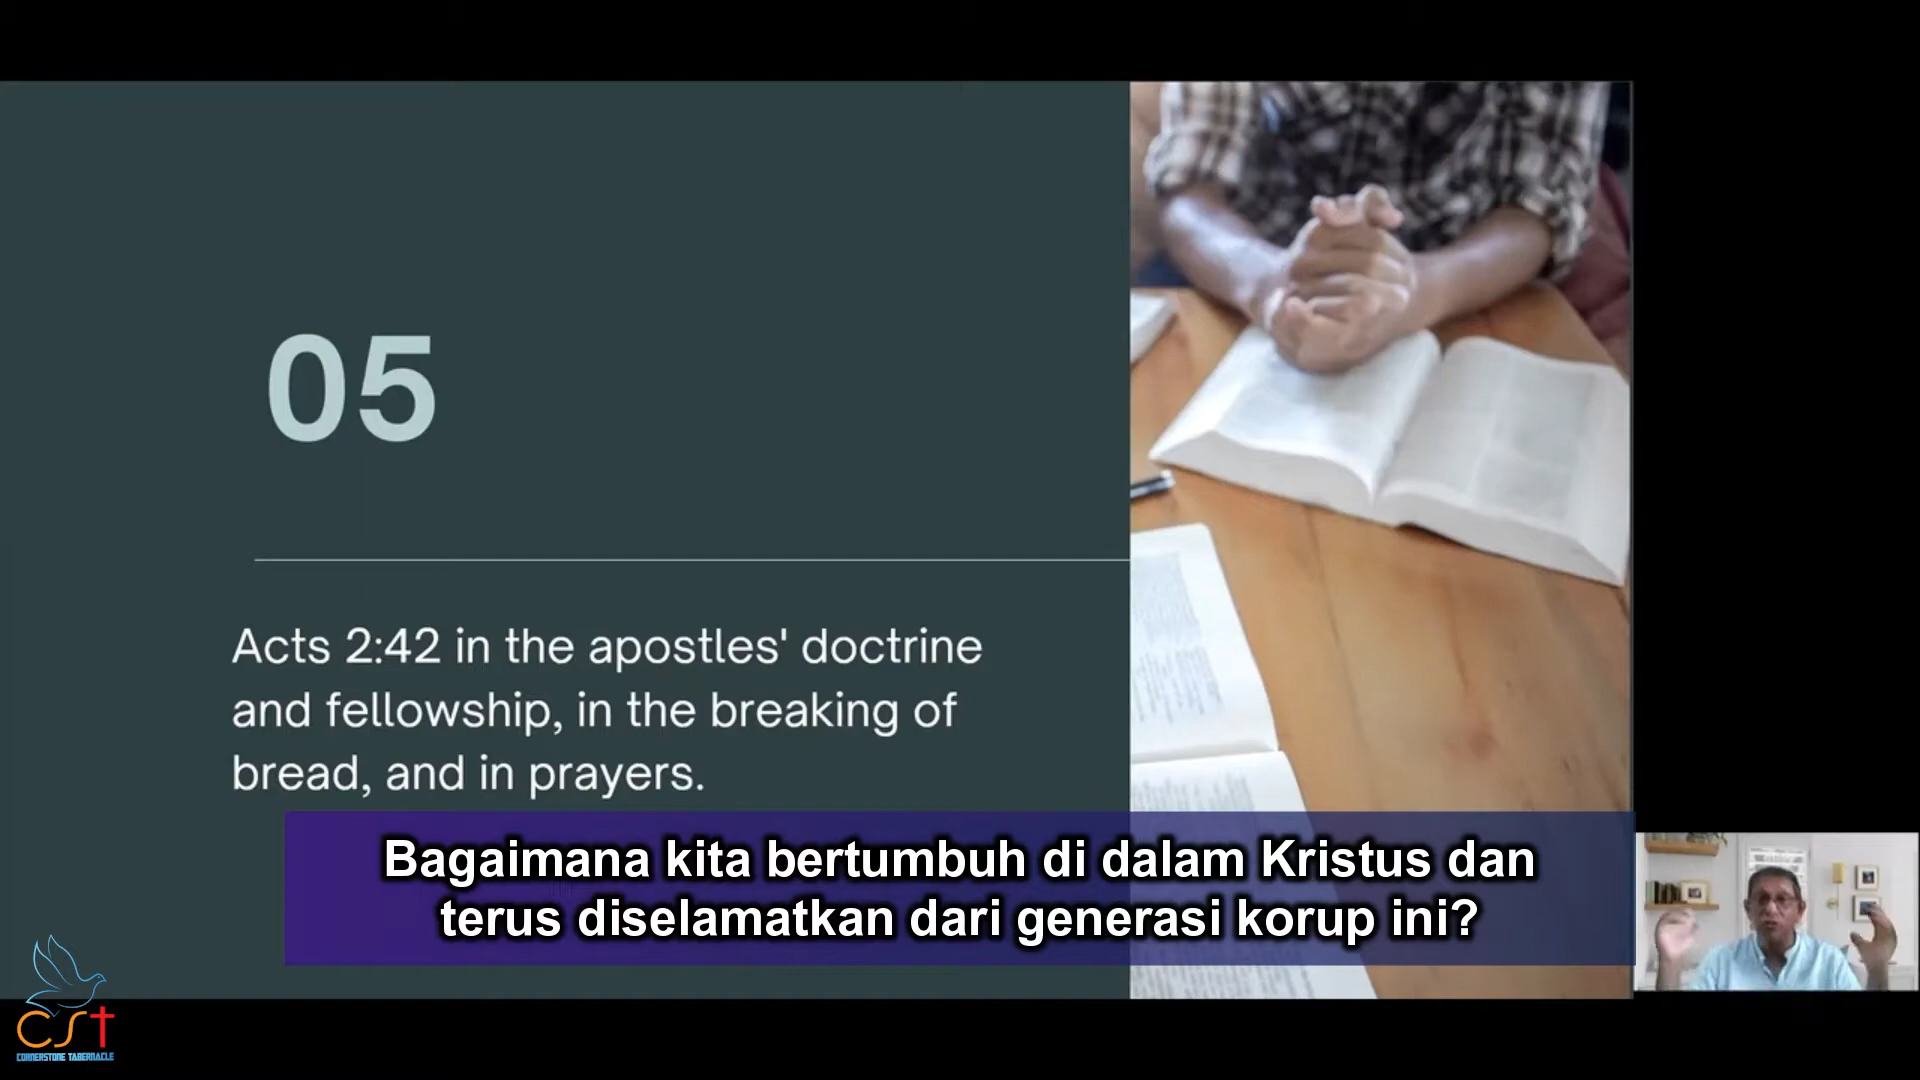 05
Acts 2:42 in the apostles' doctrine
and fellowship, in the breaking of
bread, and in prayers.
Bagaimana kita bertumbuh di dalam Kristus dan
terus diselamatkan dari generasi korup ini?
CST
CORNERSTONE TABERNACLE